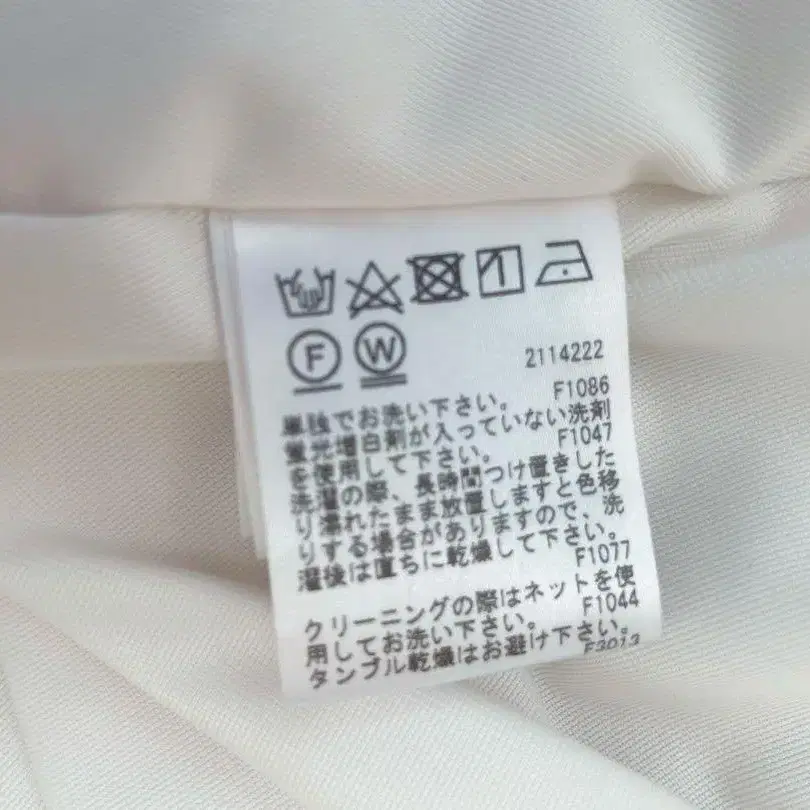 F W 2114222
単独でお洗い下さい。 F1086
蛍光増白剤が入っていない洗剤
を使用して下さい。 F1047
洗濯の際、長時間つけ置きした
り濡れたまま放置しますと色移
りする場合がありますので、洗
濯後は直ちに乾燥して下さい。
F1077
クリーニングの際はネットを使
用してお洗い下さい。 F1044
タンブル乾燥はお避け下さい。
F3013